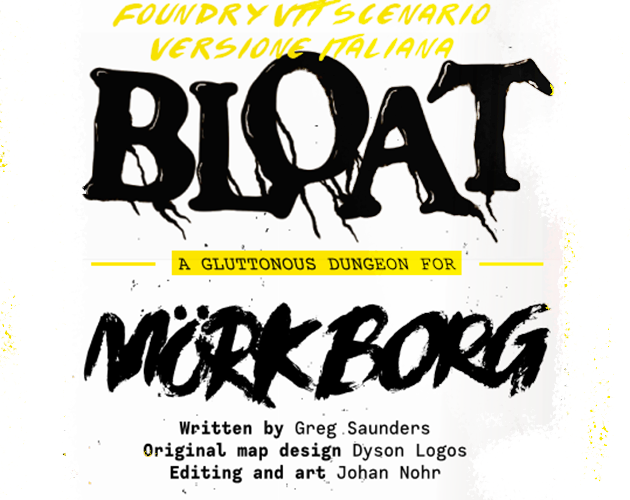 FOUNDRY VTT SCENARIO
VERSIONE ITALIANA
BLOAT
A GLUTTONOUS DUNGEON FOR
MÖRK BORG
Written by Greg Saunders
Original map design Dyson Logos
Editing and art Johan Nohr